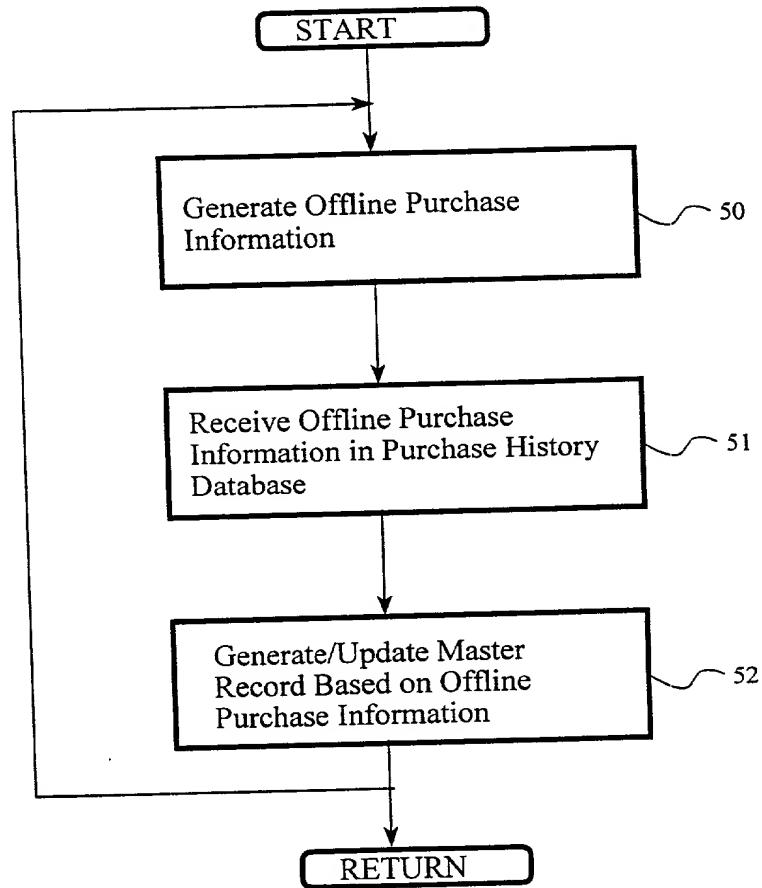 START
Generate Offline Purchase
Information
50
Receive Offline Purchase
Information in Purchase History
Database
51
Generate/Update Master
Record Based on Offline
Purchase Information
52
RETURN